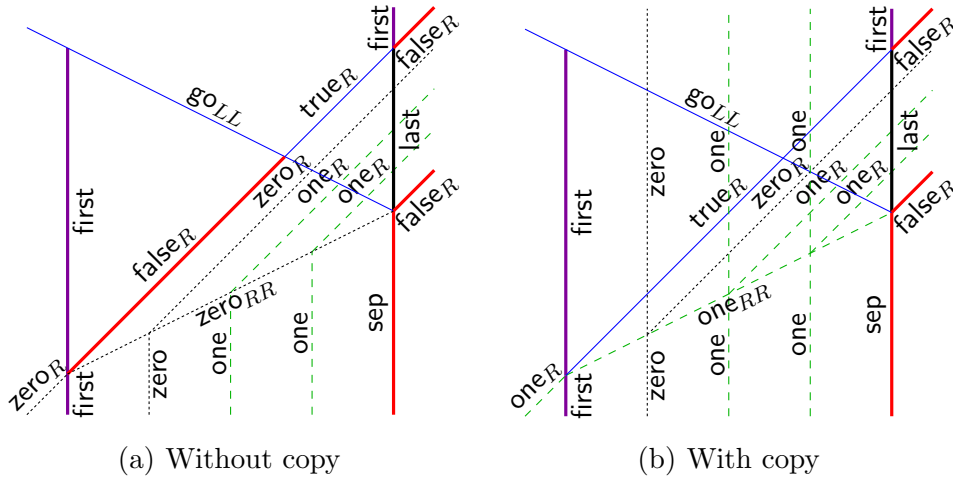 first
false_R
go_LL
true_R
last
zero_R
one_R
one_R
first
false_R
false_R
zero_RR
sep
one
one
zero
zero_R
first
(a) Without copy
first
false_R
go_LL
one
one
zero
last
true_R
zero_R
one_R
one_R
first
false_R
one_RR
sep
one
one
zero
one_R
first
(b) With copy